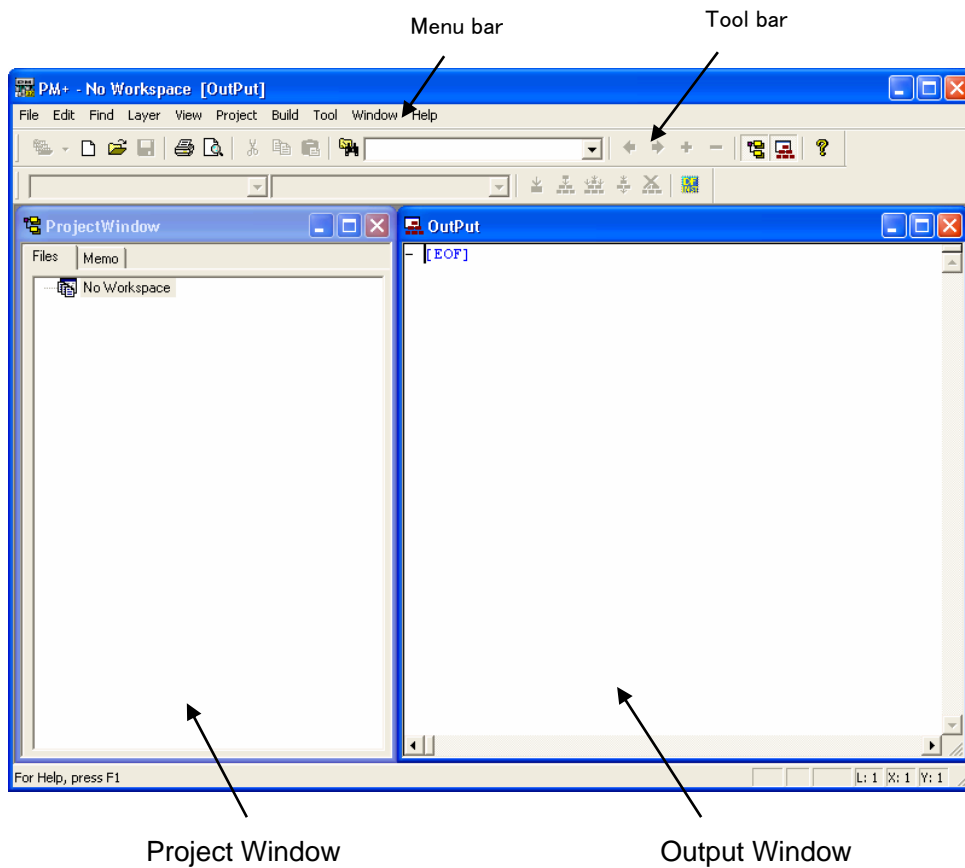 Menu bar
Tool bar
PM+ - No Workspace [OutPut]
File Edit Find Layer View Project Build Tool Window Help
ProjectWindow
OutPut
Files Memo
No Workspace
[EOF]
For Help, press F1
L: 1 X: 1 Y: 1
Project Window
Output Window